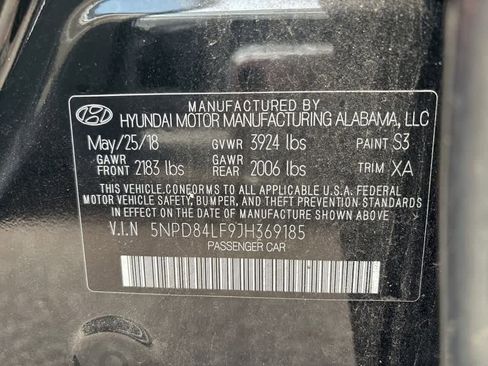 MANUFACTURED BY
HYUNDAI MOTOR MANUFACTURING ALABAMA, LLC
May/25/18 GVWR 3924 lbs PAINT S3
GAWR FRONT 2183 lbs GAWR REAR 2006 lbs TRIM XA
THIS VEHICLE CONFORMS TO ALL APPLICABLE U.S.A. FEDERAL
MOTOR VEHICLE SAFETY, BUMPER, AND THEFT PREVENTION STANDARDS
IN EFFECT ON THE DATE OF MANUFACTURE SHOWN ABOVE
V.I.N 5NPD84LF9JH369185
PASSENGER CAR